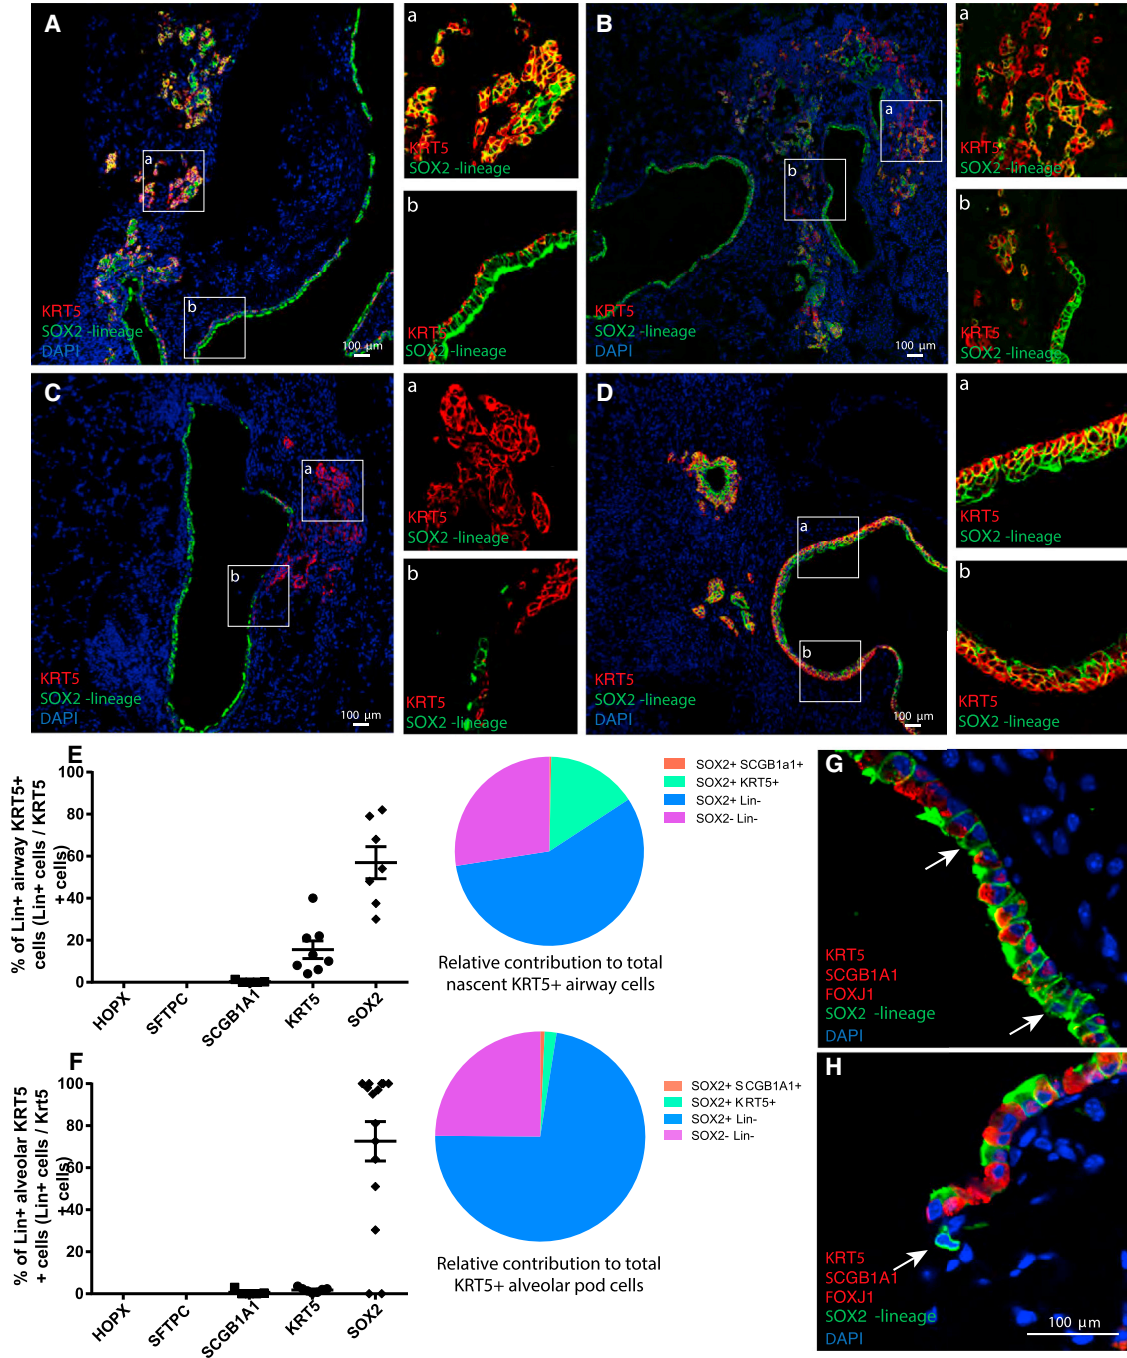 A
a
b
KRT5
SOX2 -lineage
DAPI
100 µm
a
KRT5
SOX2 -lineage
b
KRT5
SOX2 -lineage
B
a
b
KRT5
SOX2 -lineage
DAPI
100 µm
a
KRT5
SOX2 -lineage
b
KRT5
SOX2 -lineage
C
a
b
KRT5
SOX2 -lineage
DAPI
100 µm
a
KRT5
SOX2 -lineage
b
KRT5
SOX2 -lineage
D
a
b
KRT5
SOX2 -lineage
DAPI
100 µm
a
KRT5
SOX2 -lineage
b
KRT5
SOX2 -lineage
E
% of Lin+ airway KRT5+
cells (Lin+ cells / KRT5
+ cells)
100
80
60
40
20
0
HOPX
SFTPC
SCGB1A1
KRT5
SOX2
SOX2+ SCGB1a1+
SOX2+ KRT5+
SOX2+ Lin-
SOX2- Lin-
Relative contribution to total
nascent KRT5+ airway cells
F
% of Lin+ alveolar KRT5
+ cells (Lin+ cells / Krt5
+ cells)
100
80
60
40
20
0
HOPX
SFTPC
SCGB1A1
KRT5
SOX2
SOX2+ SCGB1A1+
SOX2+ KRT5+
SOX2+ Lin-
SOX2- Lin-
Relative contribution to total
KRT5+ alveolar pod cells
G
KRT5
SCGB1A1
FOXJ1
SOX2 -lineage
DAPI
H
KRT5
SCGB1A1
FOXJ1
SOX2 -lineage
DAPI
100 µm